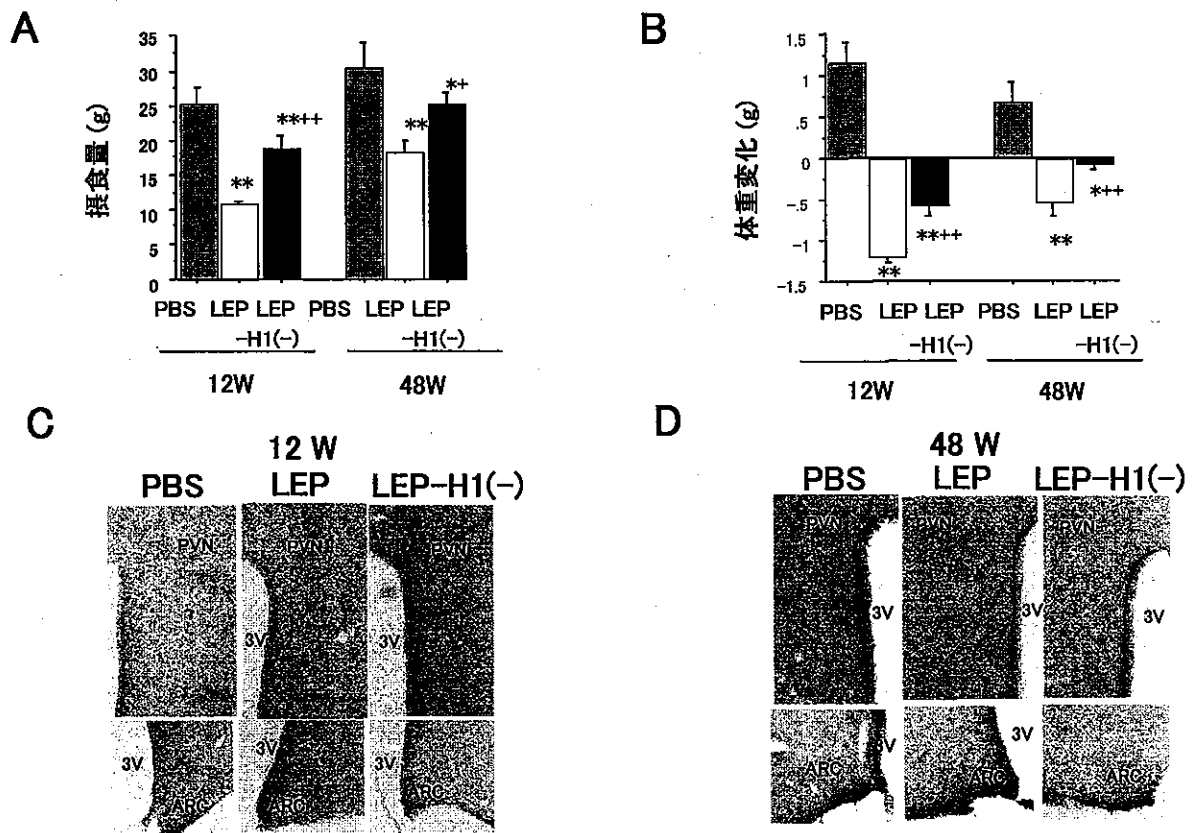 A
35
30
25
20
15
10
5
0
摂食量 (g)
**
**++
**
*+
PBS LEP LEP PBS LEP LEP
-H1(-) -H1(-)
12W 48W
B
1.5
1
.5
0
-.5
-1
-1.5
体重変化 (g)
**
**++
**
*++
PBS LEP LEP PBS LEP LEP
-H1(-) -H1(-)
12W 48W
C
12 W
PBS LEP LEP-H1(-)
PVN PVN PVN
3V 3V
3V 3V
ARC ARC ARC
D
48 W
PBS LEP LEP-H1(-)
PVN PVN PVN
3V 3V 3V
3V 3V
ARC ARC ARC